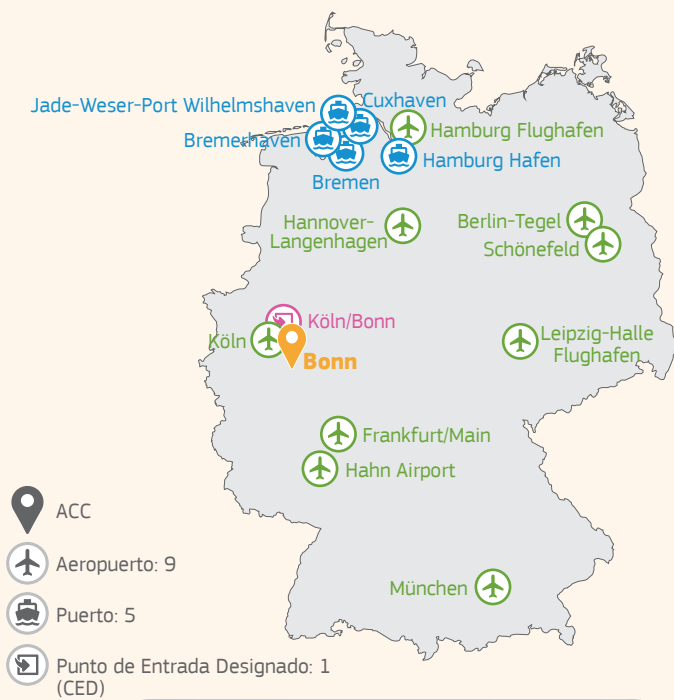 Jade-Weser-Port Wilhelmshaven
Cuxhaven
Bremerhaven
Hamburg Flughafen
Hamburg Hafen
Bremen
Hannover-
Langenhagen
Berlin-Tegel
Schönefeld
Köln/Bonn
Köln
Bonn
Leipzig-Halle
Flughafen
Frankfurt/Main
Hahn Airport
München
ACC
Aeropuerto: 9
Puerto: 5
Punto de Entrada Designado: 1
(CED)